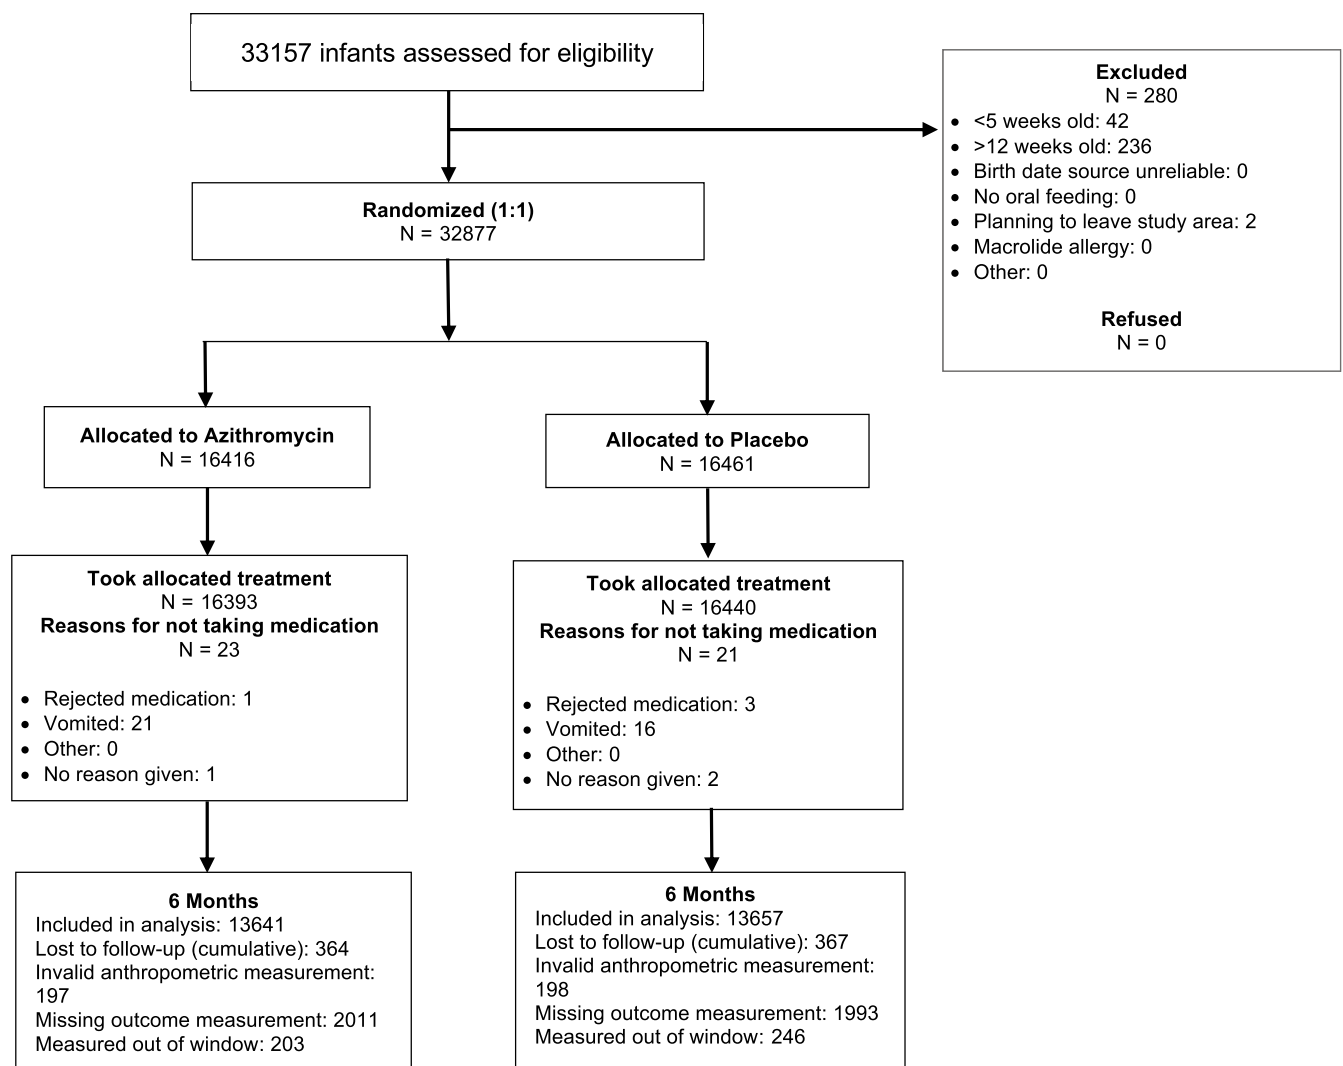 33157 infants assessed for eligibility
Excluded
N = 280
• <5 weeks old: 42
• >12 weeks old: 236
• Birth date source unreliable: 0
• No oral feeding: 0
• Planning to leave study area: 2
• Macrolide allergy: 0
• Other: 0
Refused
N = 0
Randomized (1:1)
N = 32877
Allocated to Azithromycin
N = 16416
Allocated to Placebo
N = 16461
Took allocated treatment
N = 16393
Reasons for not taking medication
N = 23
• Rejected medication: 1
• Vomited: 21
• Other: 0
• No reason given: 1
Took allocated treatment
N = 16440
Reasons for not taking medication
N = 21
• Rejected medication: 3
• Vomited: 16
• Other: 0
• No reason given: 2
6 Months
Included in analysis: 13641
Lost to follow-up (cumulative): 364
Invalid anthropometric measurement:
197
Missing outcome measurement: 2011
Measured out of window: 203
6 Months
Included in analysis: 13657
Lost to follow-up (cumulative): 367
Invalid anthropometric measurement:
198
Missing outcome measurement: 1993
Measured out of window: 246